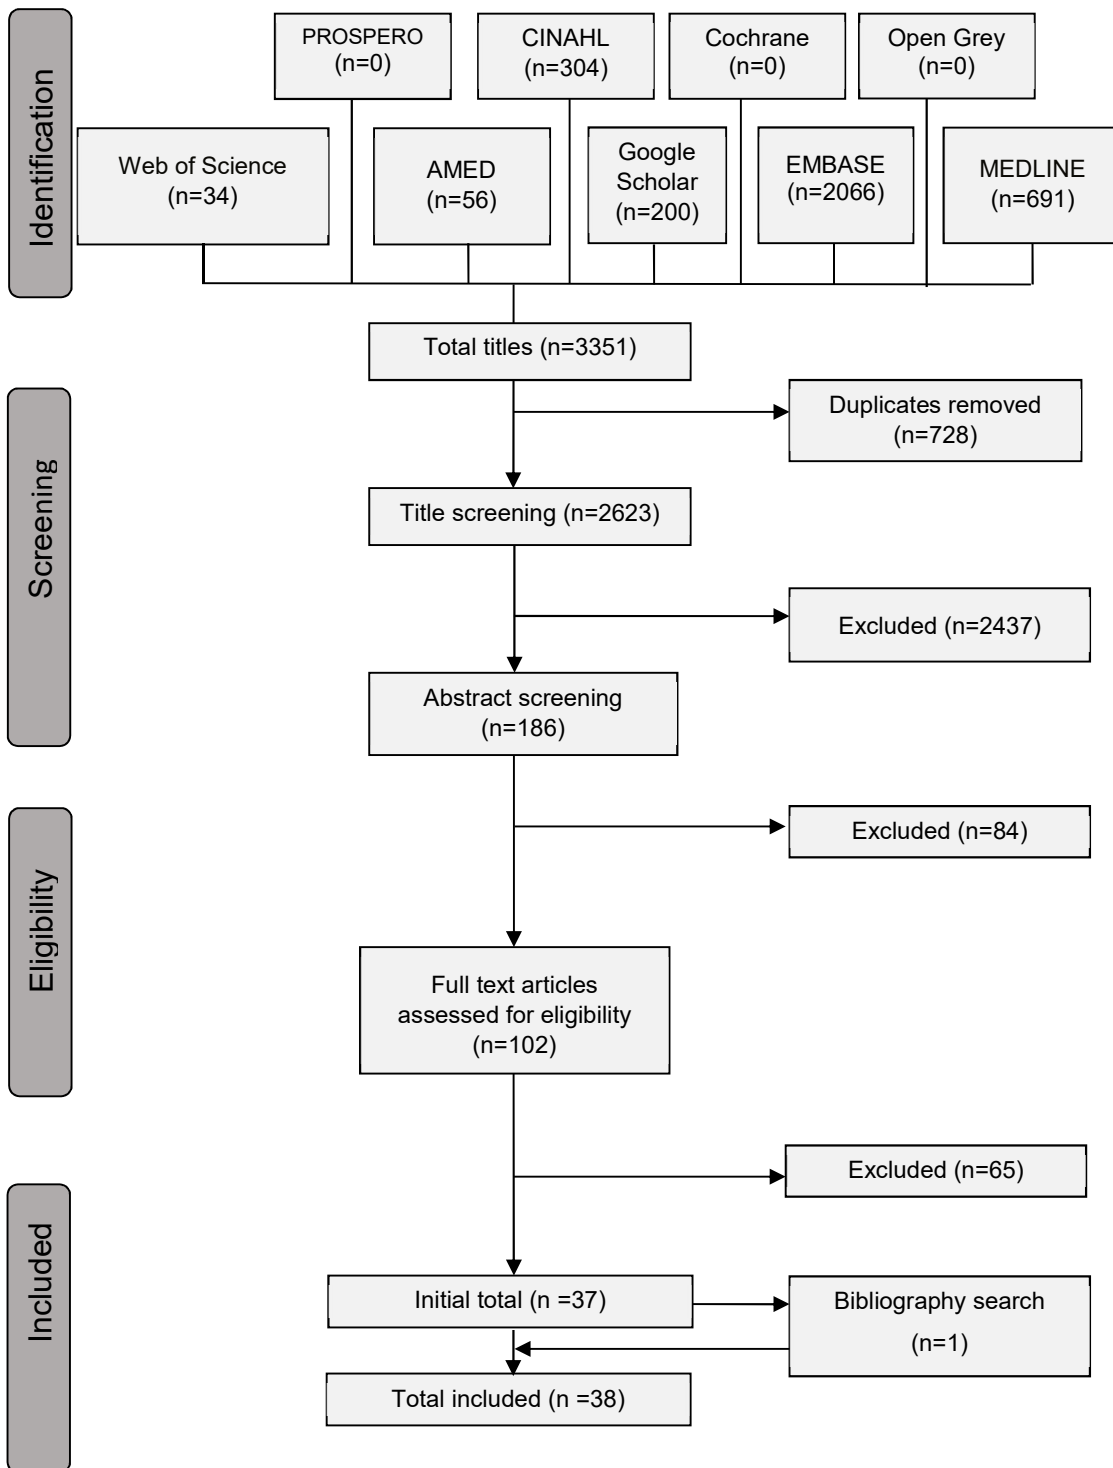 Identification
PROSPERO
(n=0)
CINAHL
(n=304)
Cochrane
(n=0)
Open Grey
(n=0)
Web of Science
(n=34)
AMED
(n=56)
Google
Scholar
(n=200)
EMBASE
(n=2066)
MEDLINE
(n=691)
Total titles (n=3351)
Screening
Duplicates removed
(n=728)
Title screening (n=2623)
Excluded (n=2437)
Abstract screening
(n=186)
Eligibility
Excluded (n=84)
Full text articles
assessed for eligibility
(n=102)
Included
Excluded (n=65)
Initial total (n =37)
Bibliography search
(n=1)
Total included (n =38)